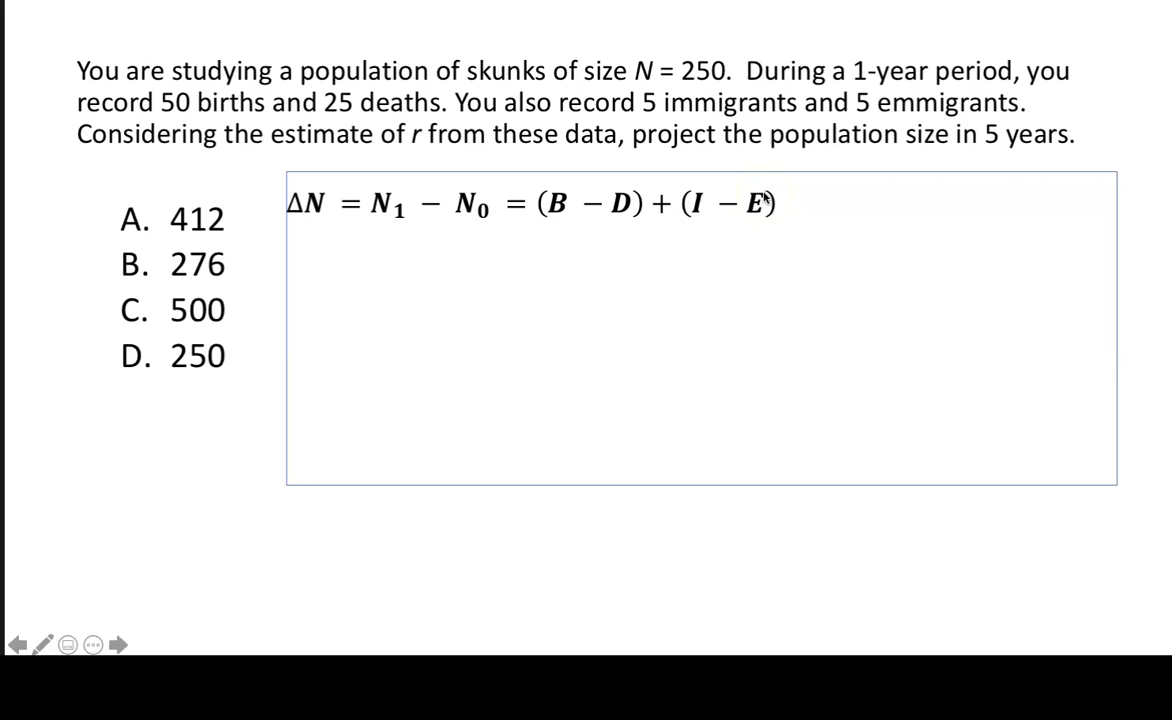 You are studying a population of skunks of size N = 250. During a 1-year period, you
record 50 births and 25 deaths. You also record 5 immigrants and 5 emmigrants.
Considering the estimate of r from these data, project the population size in 5 years.
A. 412
B. 276
C. 500
D. 250
ΔN = N₁ − N₀ = (B − D) + (I − E)